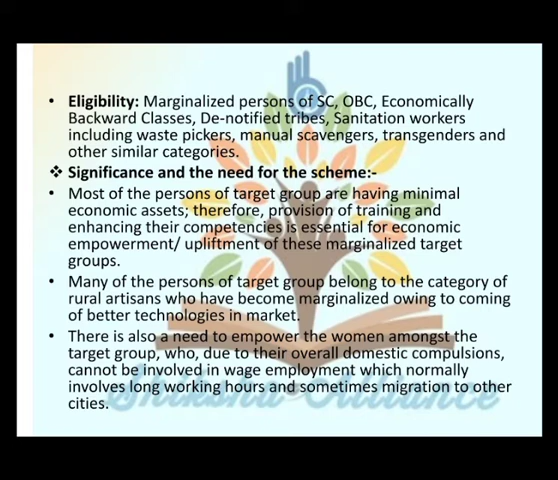 • Eligibility: Marginalized persons of SC, OBC, Economically
Backward Classes, De-notified tribes, Sanitation workers
including waste pickers, manual scavengers, transgenders and
other similar categories.
❖ Significance and the need for the scheme:-
• Most of the persons of target group are having minimal
economic assets; therefore, provision of training and
enhancing their competencies is essential for economic
empowerment/ upliftment of these marginalized target
groups.
• Many of the persons of target group belong to the category of
rural artisans who have become marginalized owing to coming
of better technologies in market.
• There is also a need to empower the women amongst the
target group, who, due to their overall domestic compulsions,
cannot be involved in wage employment which normally
involves long working hours and sometimes migration to other
cities.
Shiksha Alliance